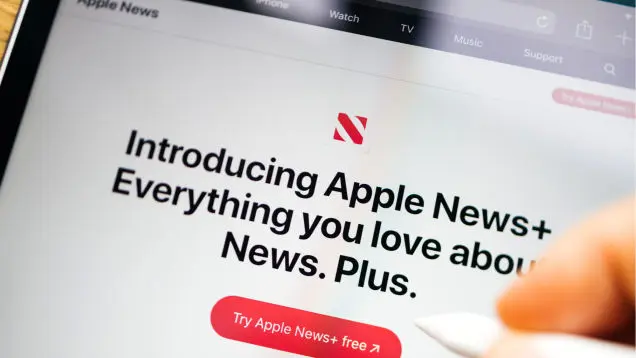 Apple News
iPhone
Watch
TV
Music
Support
Try Apple News+
Introducing Apple News+
Everything you love abou
News. Plus.
Try Apple News+ free ↗